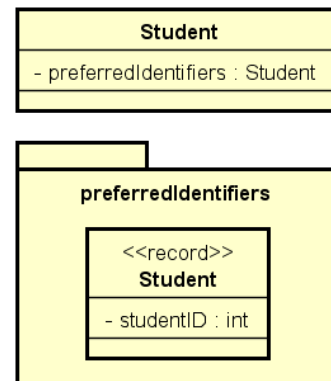 Student
- preferredIdentifiers : Student
preferredIdentifiers
<<record>>
Student
- studentID : int